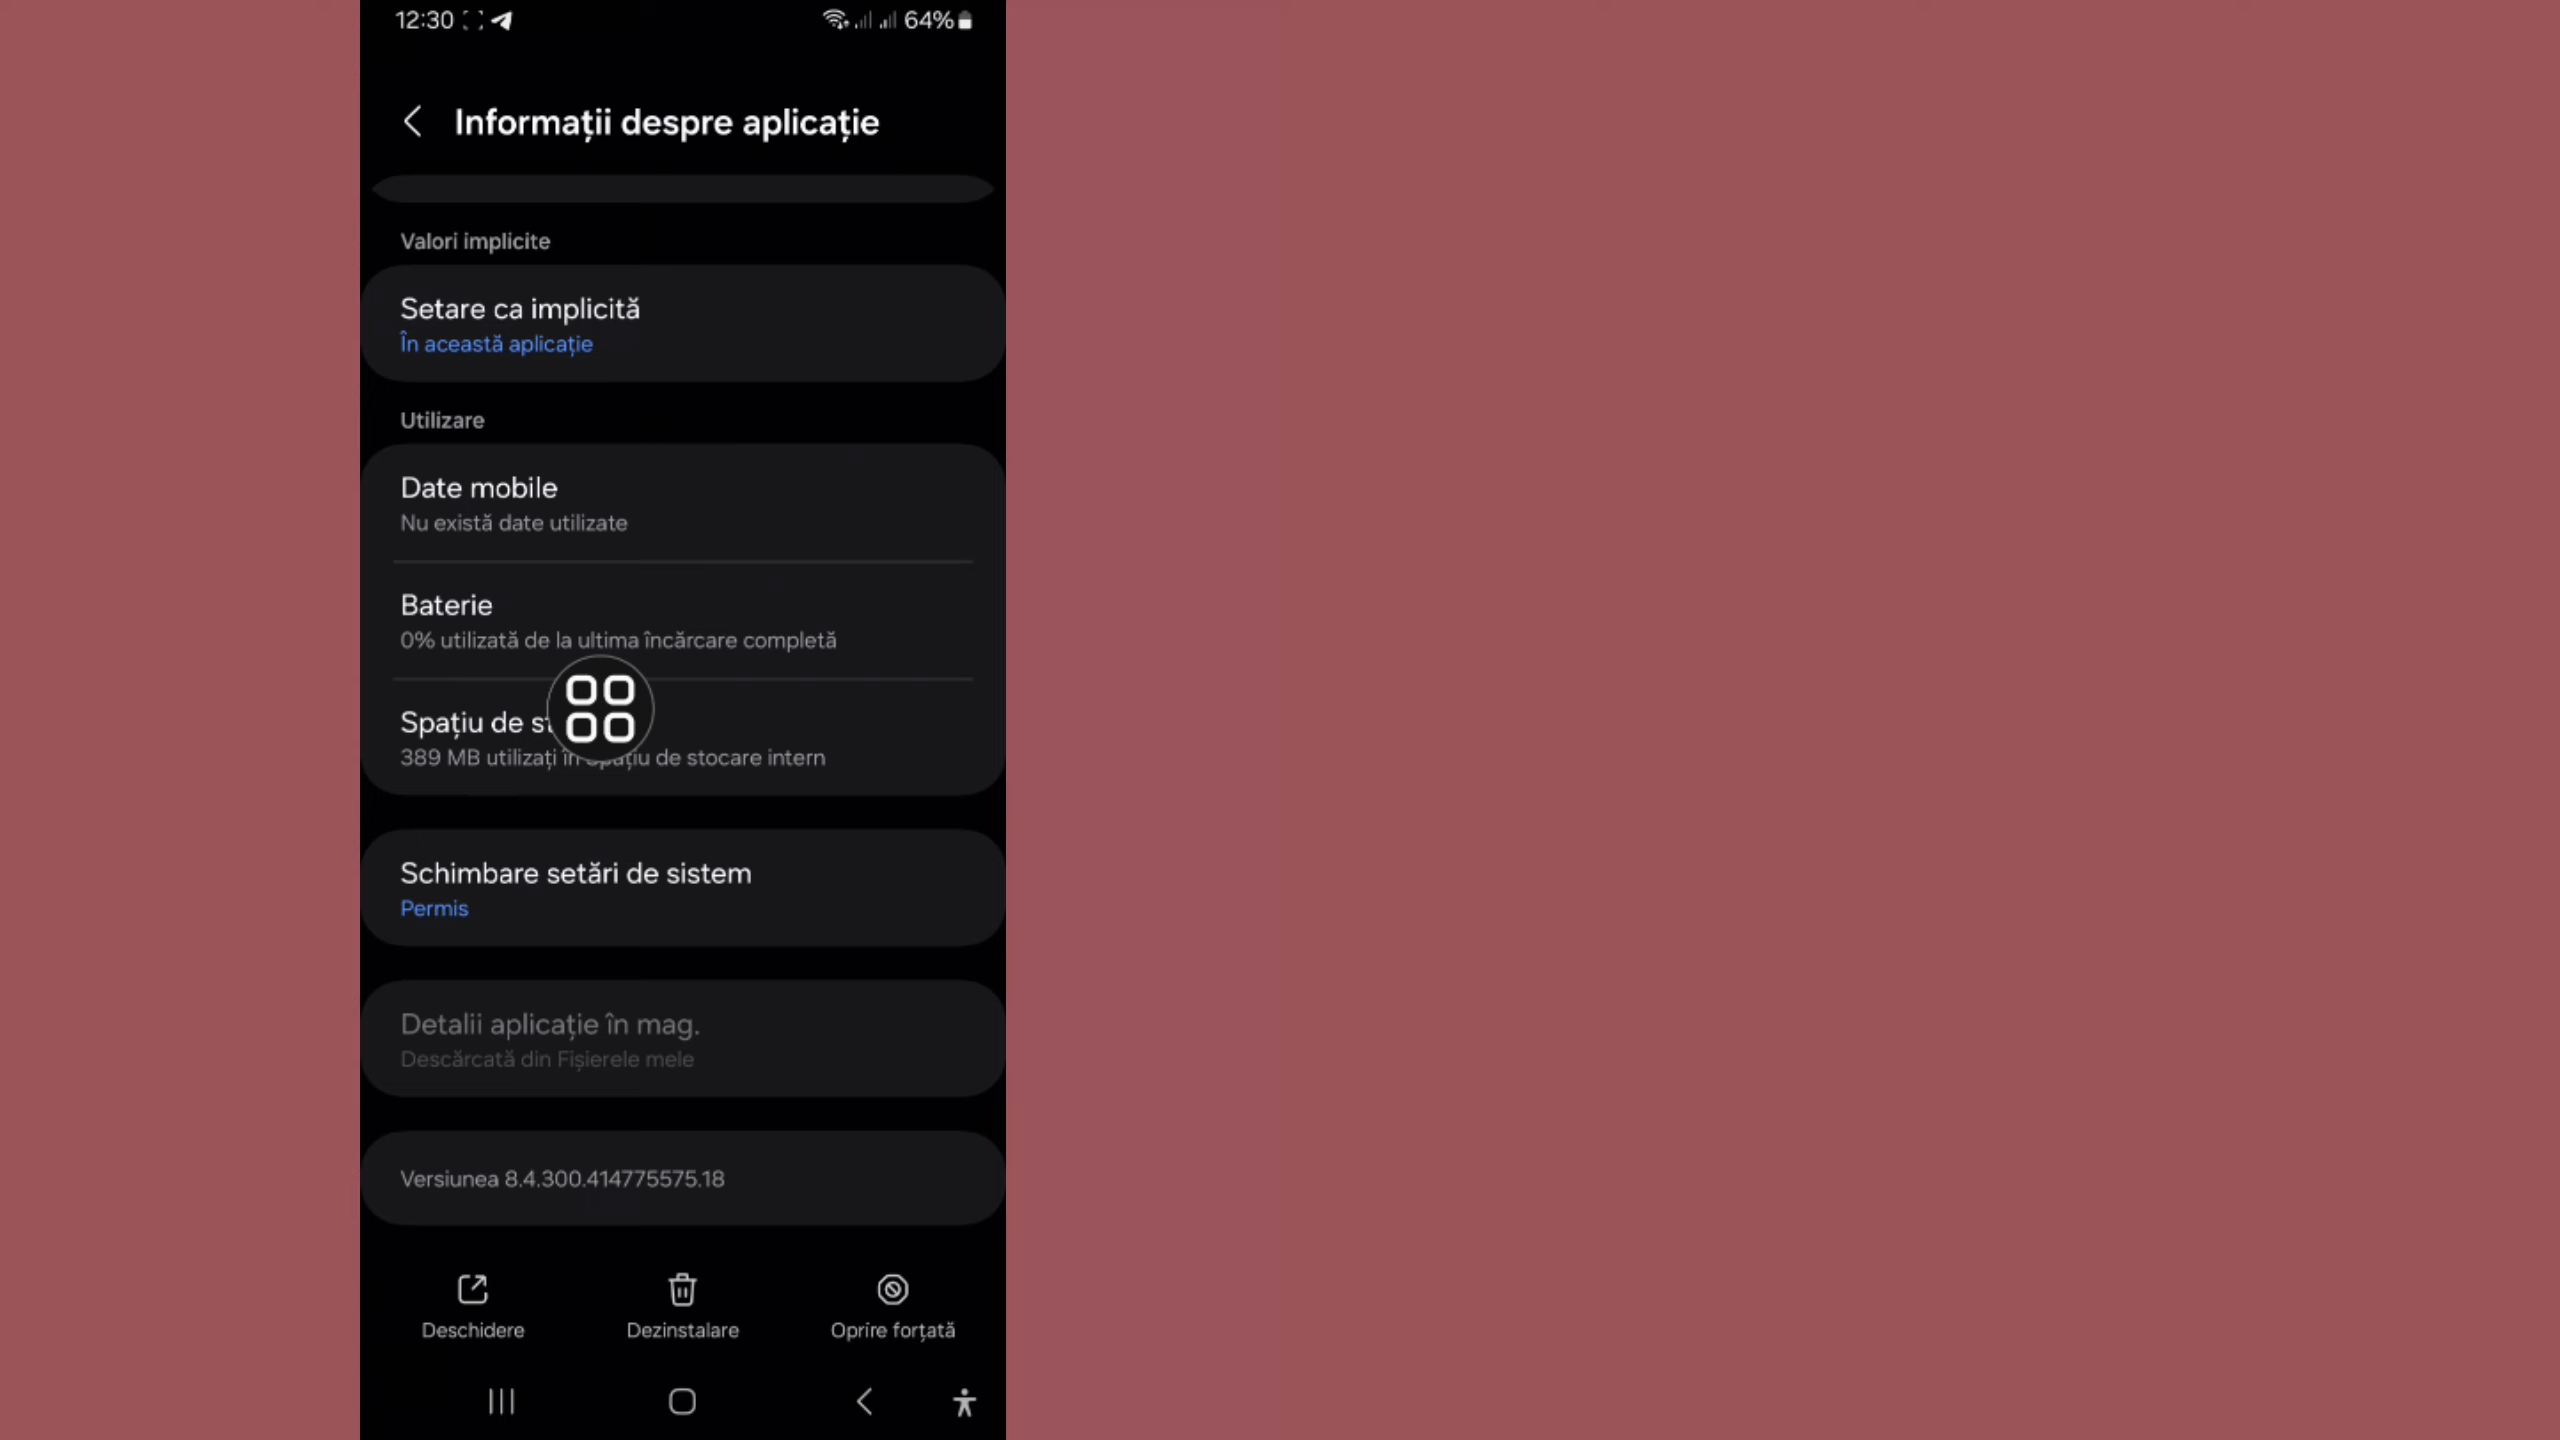 12:30 64%
Informații despre aplicație
Valori implicite
Setare ca implicită
În această aplicație
Utilizare
Date mobile
Nu există date utilizate
Baterie
0% utilizată de la ultima încărcare completă
Spațiu de
389 MB utilizați în spațiu de stocare intern
Schimbare setări de sistem
Permis
Detalii aplicație în mag.
Descărcată din Fișierele mele
Versiunea 8.4.300.414775575.18
Deschidere Dezinstalare Oprire forțată